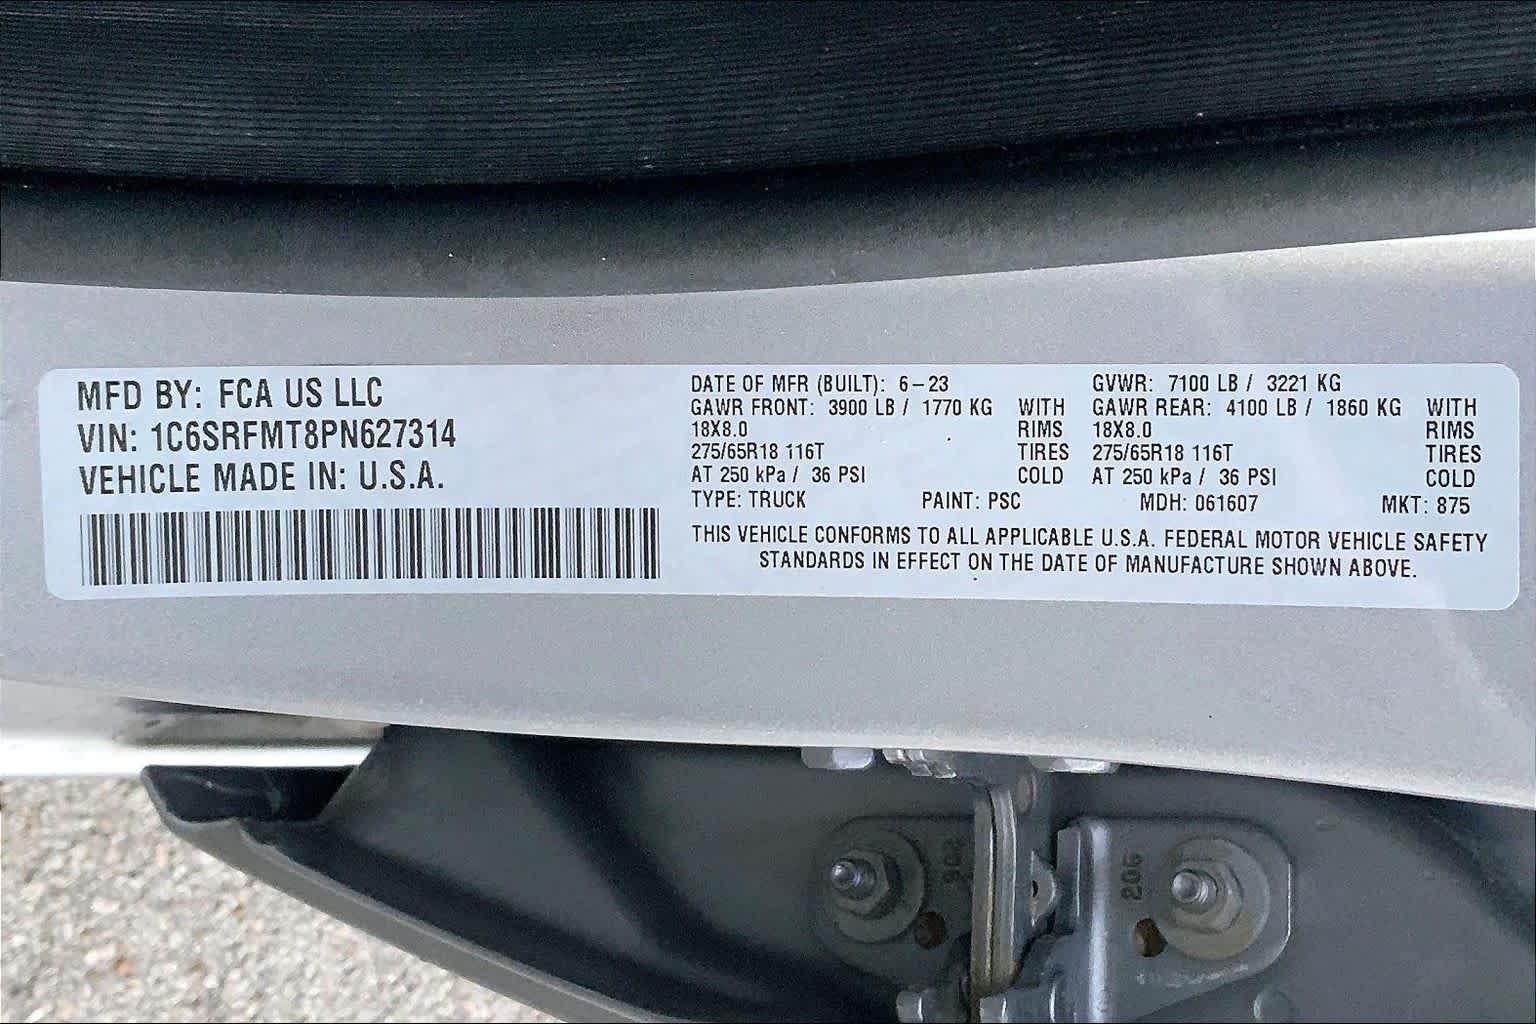 MFD BY: FCA US LLC
VIN: 1C6SRFMT8PN627314
VEHICLE MADE IN: U.S.A.
DATE OF MFR (BUILT): 6-23 GVWR: 7100 LB / 3221 KG
GAWR FRONT: 3900 LB / 1770 KG WITH GAWR REAR: 4100 LB / 1860 KG WITH
18X8.0 RIMS 18X8.0 RIMS
275/65R18 116T TIRES 275/65R18 116T TIRES
AT 250 kPa / 36 PSI COLD AT 250 kPa / 36 PSI COLD
TYPE: TRUCK PAINT: PSC MDH: 061607 MKT: 875
THIS VEHICLE CONFORMS TO ALL APPLICABLE U.S.A. FEDERAL MOTOR VEHICLE SAFETY
STANDARDS IN EFFECT ON THE DATE OF MANUFACTURE SHOWN ABOVE.
206